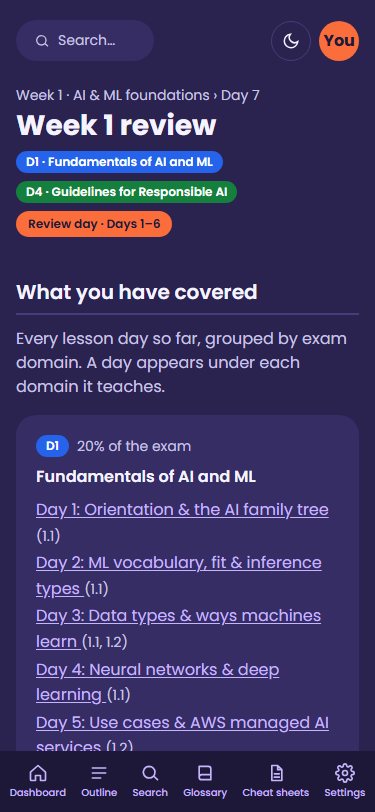 Search...
You
Week 1 · AI & ML foundations › Day 7
Week 1 review
D1 · Fundamentals of AI and ML
D4 · Guidelines for Responsible AI
Review day · Days 1–6
What you have covered
Every lesson day so far, grouped by exam
domain. A day appears under each
domain it teaches.
D1 20% of the exam
Fundamentals of AI and ML
Day 1: Orientation & the AI family tree
(1.1)
Day 2: ML vocabulary, fit & inference
types (1.1)
Day 3: Data types & ways machines
learn (1.1, 1.2)
Day 4: Neural networks & deep
learning (1.1)
Day 5: Use cases & AWS managed AI
services (1.2)
Dashboard Outline Search Glossary Cheat sheets Settings